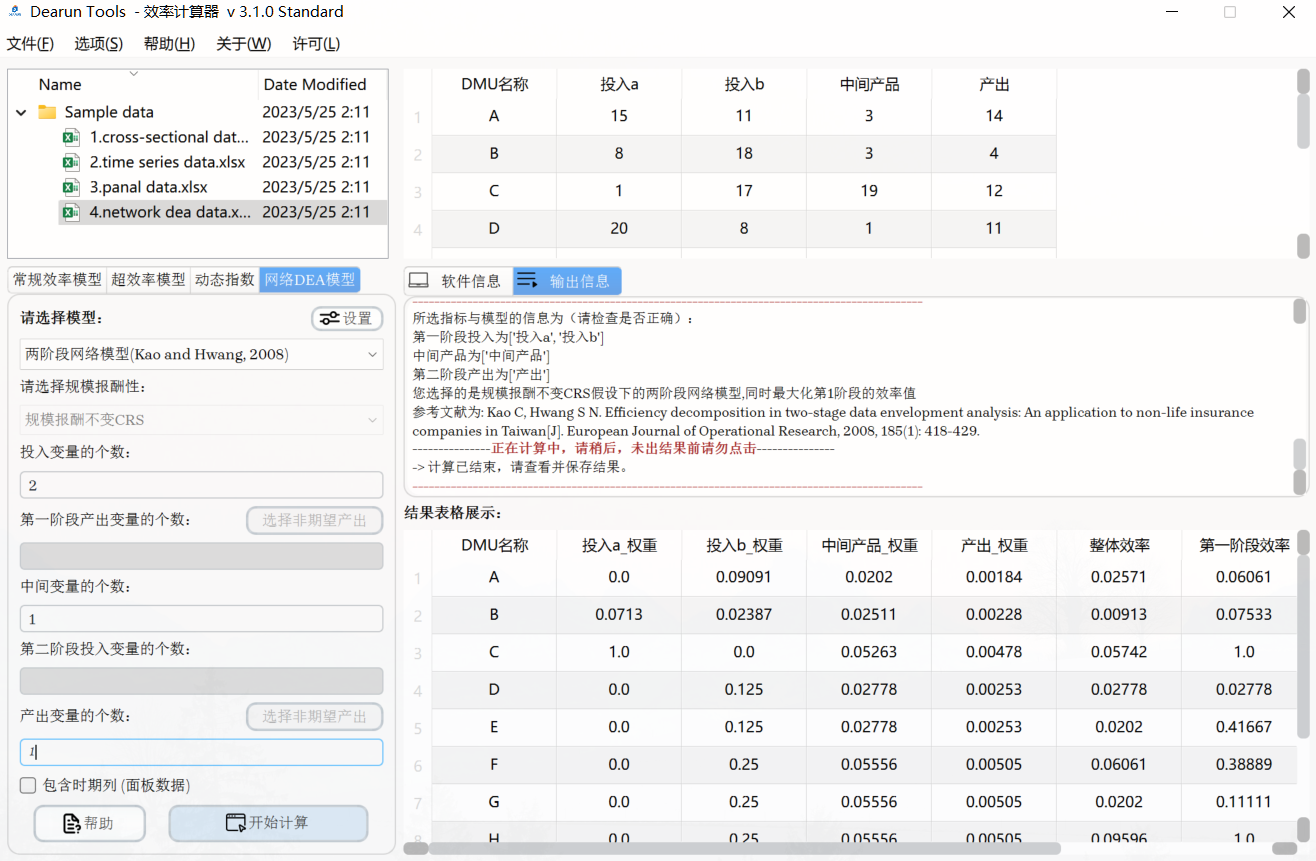 Dearun Tools - 效率计算器 v 3.1.0 Standard
文件(F) 选项(S) 帮助(H) 关于(W) 许可(L)
Name Date Modified
Sample data 2023/5/25 2:11
1.cross-sectional dat... 2023/5/25 2:11
2.time series data.xlsx 2023/5/25 2:11
3.panal data.xlsx 2023/5/25 2:11
4.network dea data.x... 2023/5/25 2:11
DMU名称 投入a 投入b 中间产品 产出
1 A 15 11 3 14
2 B 8 18 3 4
3 C 1 17 19 12
4 D 20 8 1 11
常规效率模型 超效率模型 动态指数 网络DEA模型
请选择模型: 设置
两阶段网络模型(Kao and Hwang, 2008)
请选择规模报酬性:
规模报酬不变CRS
投入变量的个数:
2
第一阶段产出变量的个数: 选择非期望产出
中间变量的个数:
1
第二阶段投入变量的个数:
产出变量的个数: 选择非期望产出
1
包含时期列 (面板数据)
帮助 开始计算
软件信息 输出信息
所选指标与模型的信息为（请检查是否正确）:
第一阶段投入为['投入a', '投入b']
中间产品为['中间产品']
第二阶段产出为['产出']
您选择的是规模报酬不变CRS假设下的两阶段网络模型,同时最大化第1阶段的效率值
参考文献为: Kao C, Hwang S N. Efficiency decomposition in two-stage data envelopment analysis: An application to non-life insurance
companies in Taiwan[J]. European Journal of Operational Research, 2008, 185(1): 418-429.
---------------正在计算中，请稍后，未出结果前请勿点击---------------
-> 计算已结束，请查看并保存结果。
结果表格展示:
DMU名称 投入a_权重 投入b_权重 中间产品_权重 产出_权重 整体效率 第一阶段效率
1 A 0.0 0.09091 0.0202 0.00184 0.02571 0.06061
2 B 0.0713 0.02387 0.02511 0.00228 0.00913 0.07533
3 C 1.0 0.0 0.05263 0.00478 0.05742 1.0
4 D 0.0 0.125 0.02778 0.00253 0.02778 0.02778
5 E 0.0 0.125 0.02778 0.00253 0.0202 0.41667
6 F 0.0 0.25 0.05556 0.00505 0.06061 0.38889
7 G 0.0 0.25 0.05556 0.00505 0.0202 0.11111
8 H 0.0 0.25 0.05556 0.00505 0.09596 1.0